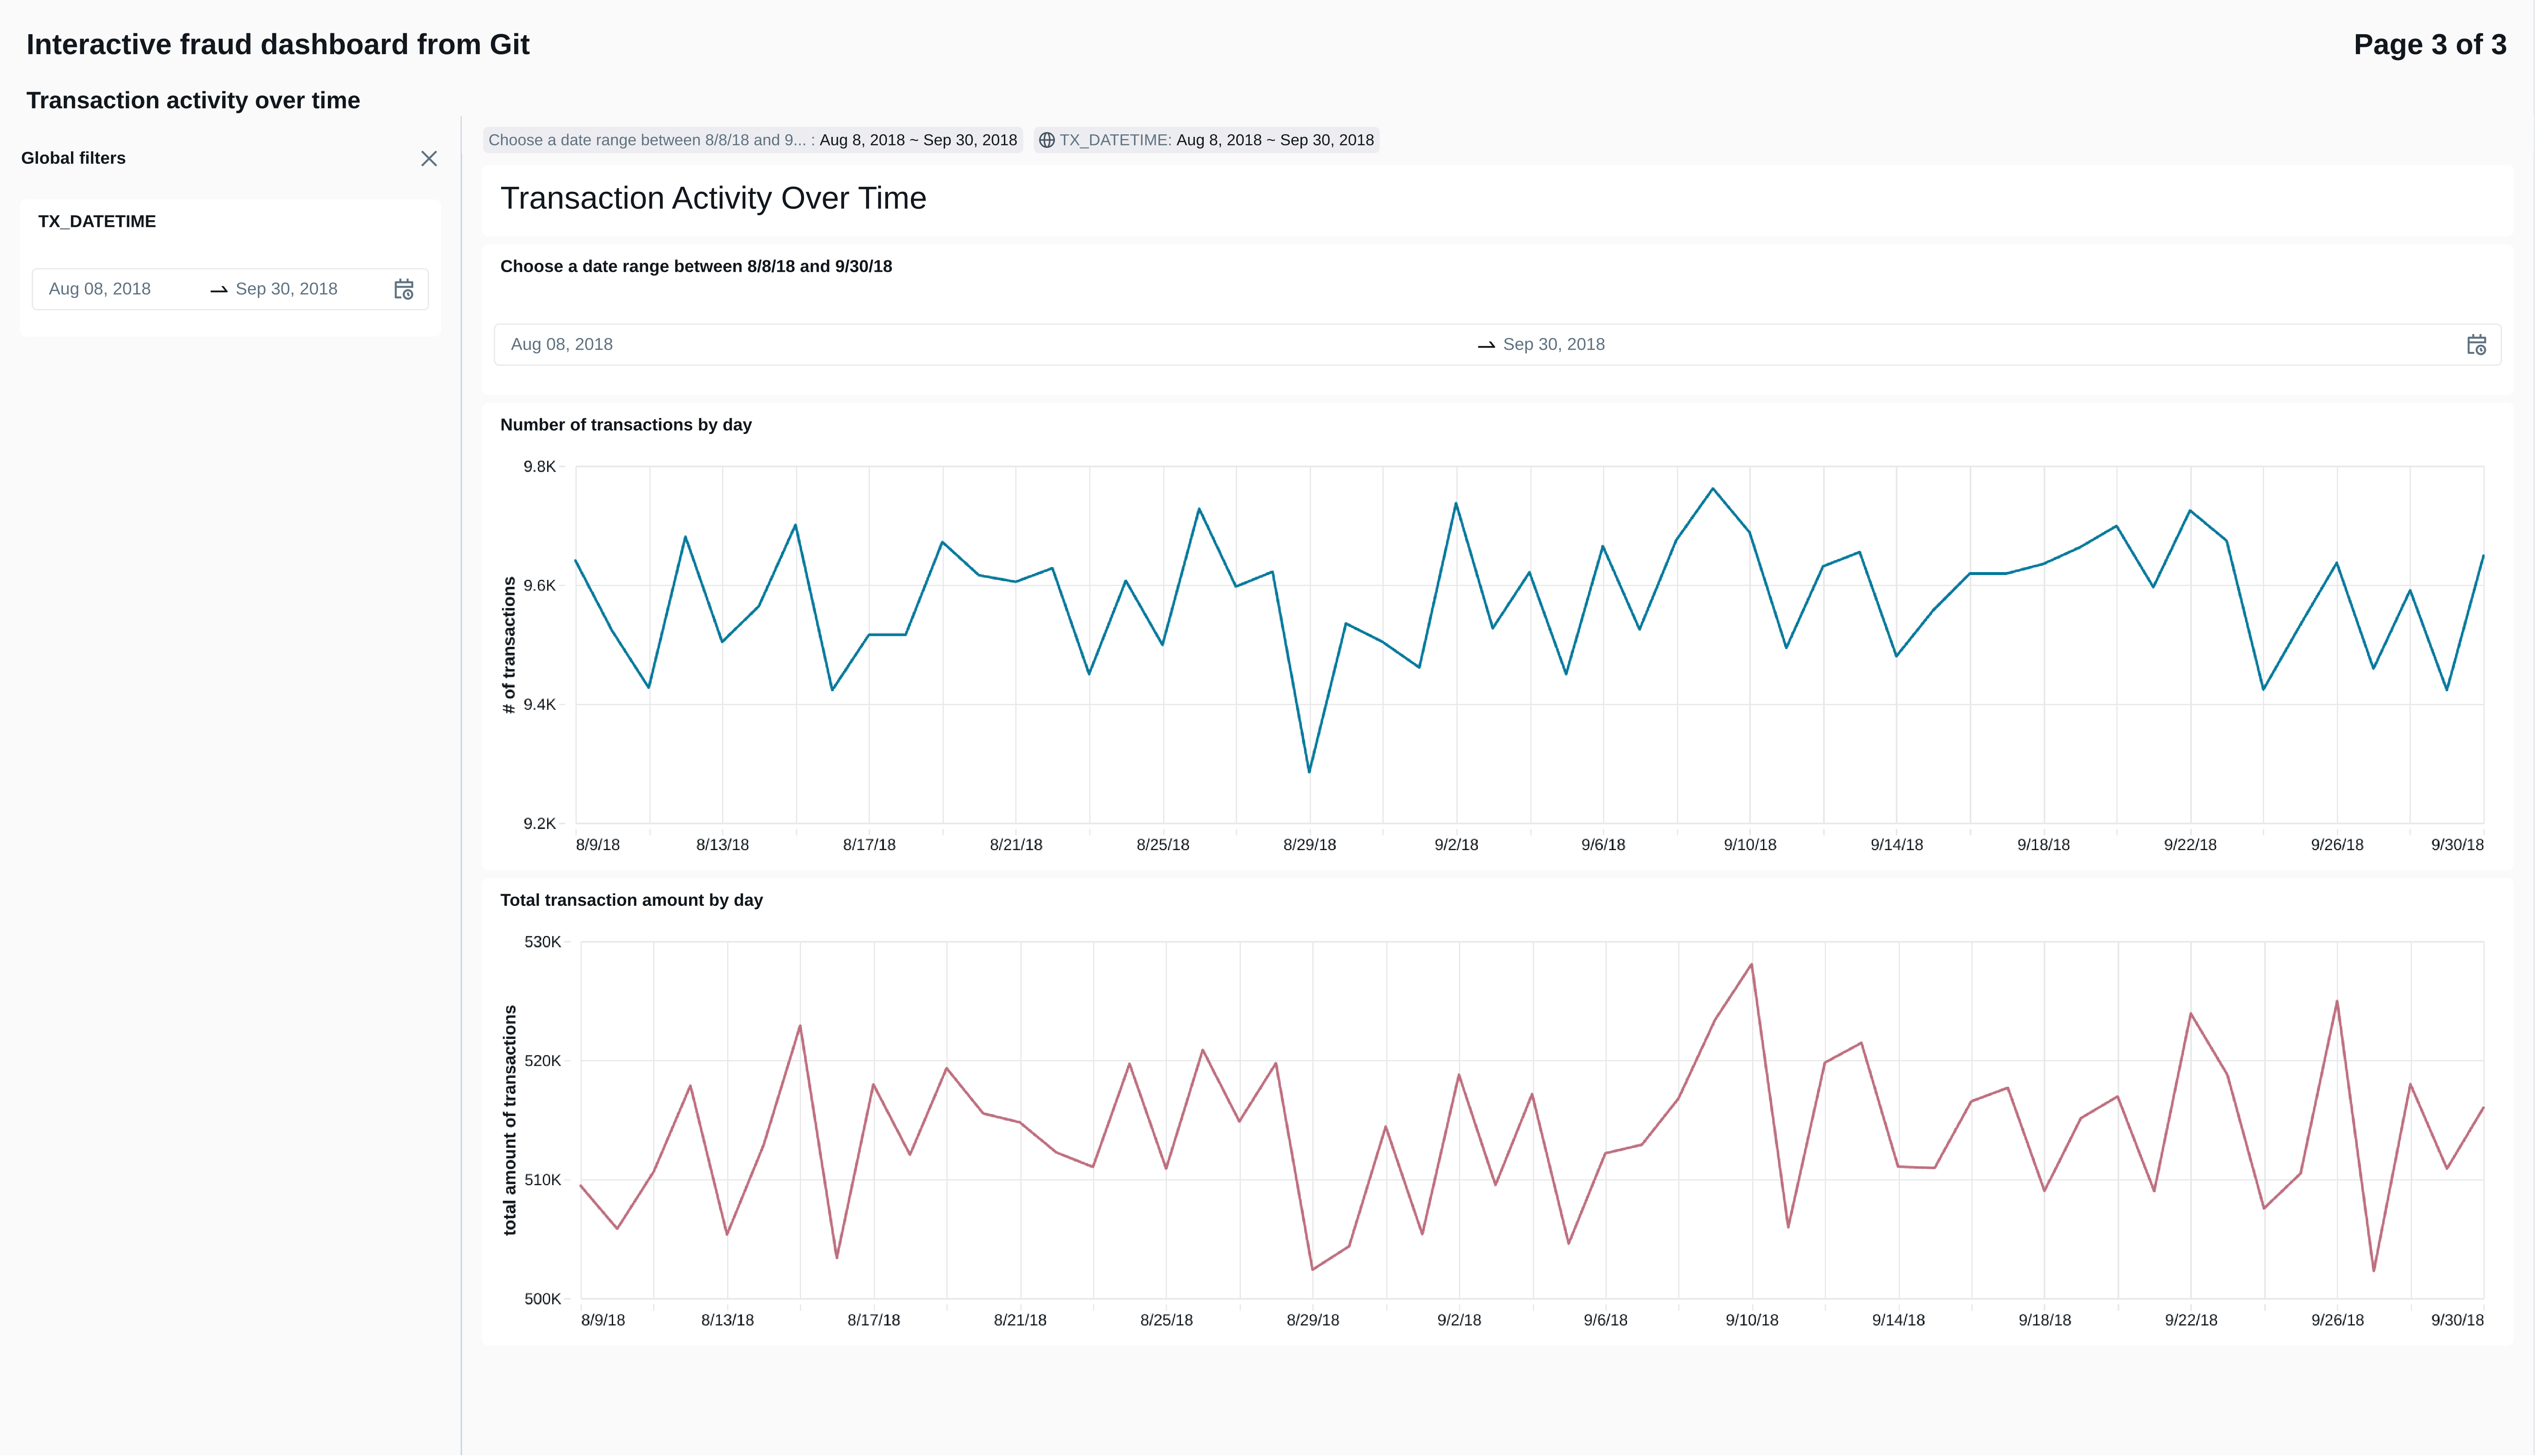 Interactive fraud dashboard from Git
Page 3 of 3
Transaction activity over time
Global filters
TX_DATETIME
Aug 08, 2018
Sep 30, 2018
Choose a date range between 8/8/18 and 9... : Aug 8, 2018 ~ Sep 30, 2018
TX_DATETIME: Aug 8, 2018 ~ Sep 30, 2018
Transaction Activity Over Time
Choose a date range between 8/8/18 and 9/30/18
Aug 08, 2018
Sep 30, 2018
Number of transactions by day
# of transactions
9.8K
9.6K
9.4K
9.2K
8/9/18 8/13/18 8/17/18 8/21/18 8/25/18 8/29/18 9/2/18 9/6/18 9/10/18 9/14/18 9/18/18 9/22/18 9/26/18 9/30/18
Total transaction amount by day
total amount of transactions
530K
520K
510K
500K
8/9/18 8/13/18 8/17/18 8/21/18 8/25/18 8/29/18 9/2/18 9/6/18 9/10/18 9/14/18 9/18/18 9/22/18 9/26/18 9/30/18